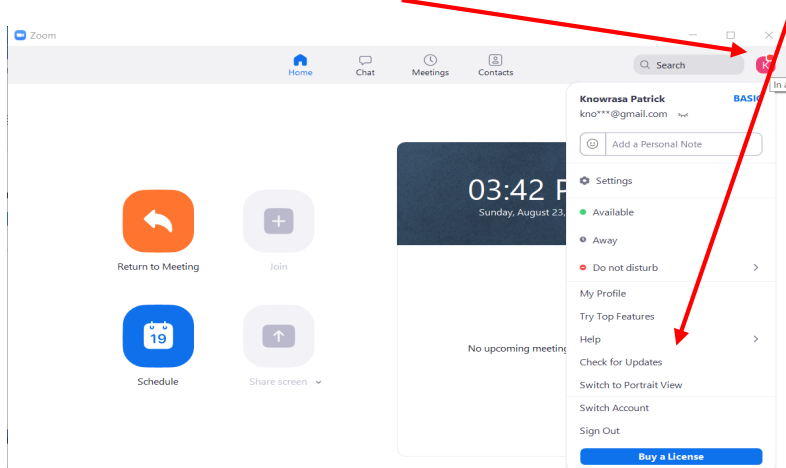 Zoom
Home
Chat
Meetings
Contacts
Search
K
In a
Knowrasa Patrick
BASIC
kno***@gmail.com
Add a Personal Note
Settings
Available
Away
Do not disturb
My Profile
Try Top Features
Help
Check for Updates
Switch to Portrait View
Switch Account
Sign Out
Buy a License
03:42 P
Sunday, August 23,
No upcoming meeting
Return to Meeting
Join
19
Schedule
Share screen